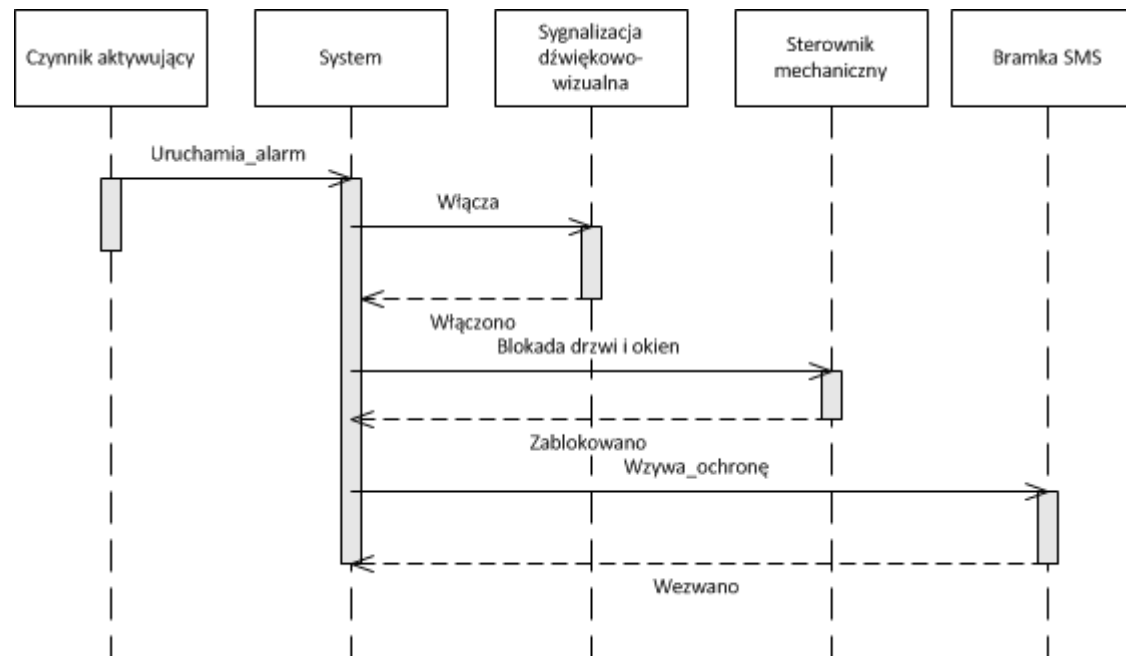 Czynnik aktywujący
System
Sygnalizacja
dźwiękowo-
wizualna
Sterownik
mechaniczny
Bramka SMS
Uruchamia_alarm
Włącza
Włączono
Blokada drzwi i okien
Zablokowano
Wzywa_ochronę
Wezwano